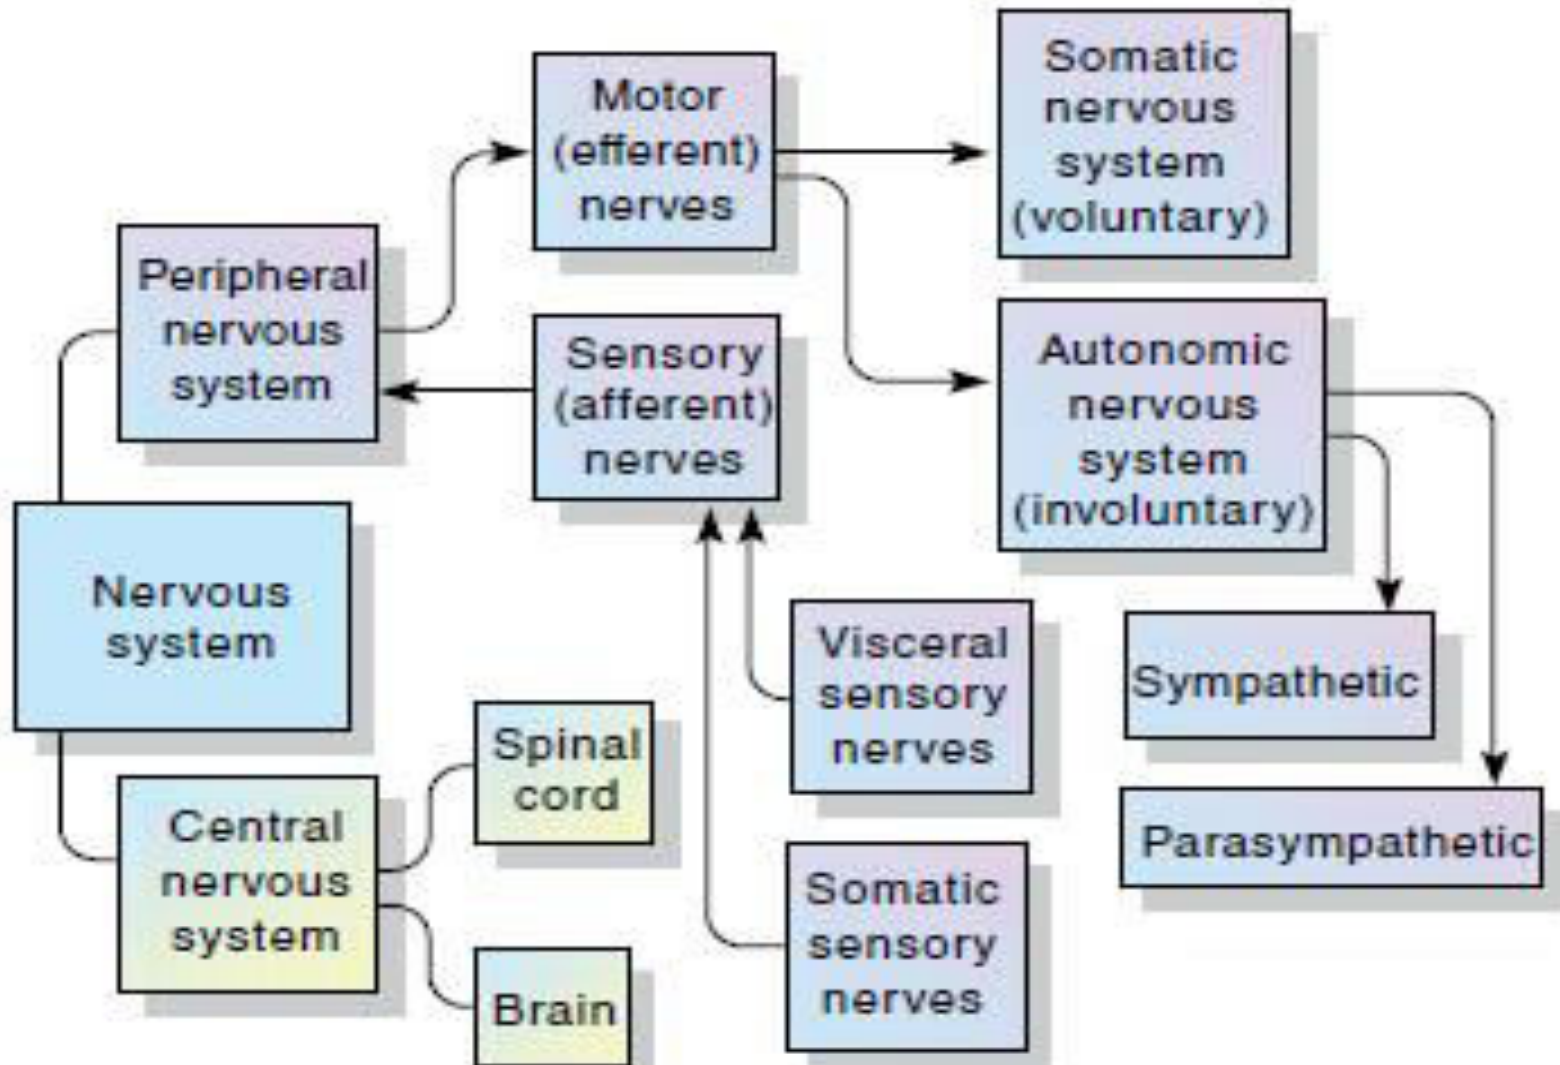 Somatic
nervous
system
(voluntary)
Motor
(efferent)
nerves
Peripheral
nervous
system
Sensory
(afferent)
nerves
Autonomic
nervous
system
(involuntary)
Nervous
system
Visceral
sensory
nerves
Sympathetic
Spinal
cord
Central
nervous
system
Parasympathetic
Somatic
sensory
nerves
Brain